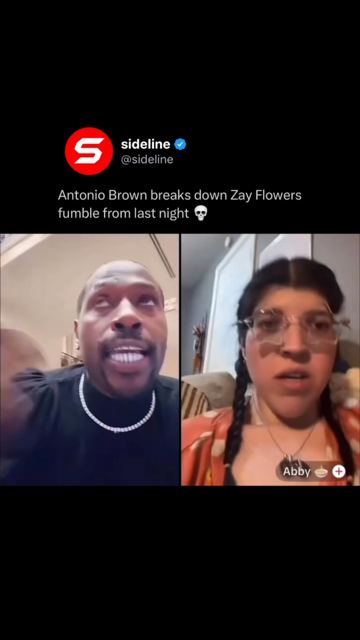 sideline
@sideline
Antonio Brown breaks down Zay Flowers
fumble from last night 💀
Abby